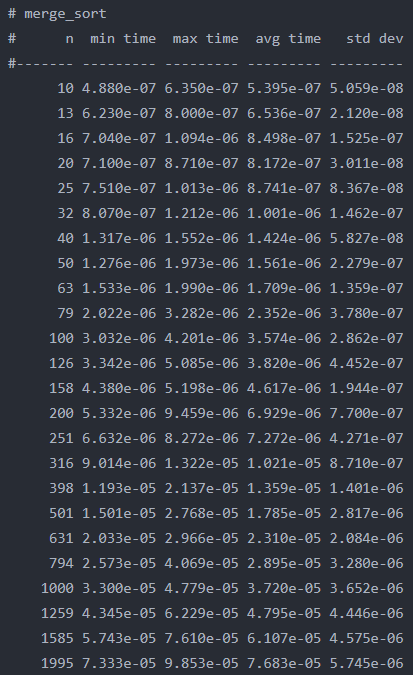 # merge_sort
#      n  min time  max time  avg time   std dev
#------- --------- --------- --------- ---------
      10 4.880e-07 6.350e-07 5.395e-07 5.059e-08
      13 6.230e-07 8.000e-07 6.536e-07 2.120e-08
      16 7.040e-07 1.094e-06 8.498e-07 1.525e-07
      20 7.100e-07 8.710e-07 8.172e-07 3.011e-08
      25 7.510e-07 1.013e-06 8.741e-07 8.367e-08
      32 8.070e-07 1.212e-06 1.001e-06 1.462e-07
      40 1.317e-06 1.552e-06 1.424e-06 5.827e-08
      50 1.276e-06 1.973e-06 1.561e-06 2.279e-07
      63 1.533e-06 1.990e-06 1.709e-06 1.359e-07
      79 2.022e-06 3.282e-06 2.352e-06 3.780e-07
     100 3.032e-06 4.201e-06 3.574e-06 2.862e-07
     126 3.342e-06 5.085e-06 3.820e-06 4.452e-07
     158 4.380e-06 5.198e-06 4.617e-06 1.944e-07
     200 5.332e-06 9.459e-06 6.929e-06 7.700e-07
     251 6.632e-06 8.272e-06 7.272e-06 4.271e-07
     316 9.014e-06 1.322e-05 1.021e-05 8.710e-07
     398 1.193e-05 2.137e-05 1.359e-05 1.401e-06
     501 1.501e-05 2.768e-05 1.785e-05 2.817e-06
     631 2.033e-05 2.966e-05 2.310e-05 2.084e-06
     794 2.573e-05 4.069e-05 2.895e-05 3.280e-06
    1000 3.300e-05 4.779e-05 3.720e-05 3.652e-06
    1259 4.345e-05 6.229e-05 4.795e-05 4.446e-06
    1585 5.743e-05 7.610e-05 6.107e-05 4.575e-06
    1995 7.333e-05 9.853e-05 7.683e-05 5.745e-06